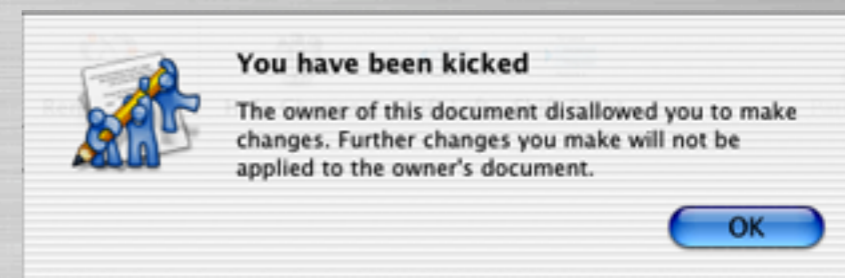 You have been kicked
The owner of this document disallowed you to make
changes. Further changes you make will not be
applied to the owner's document.
OK